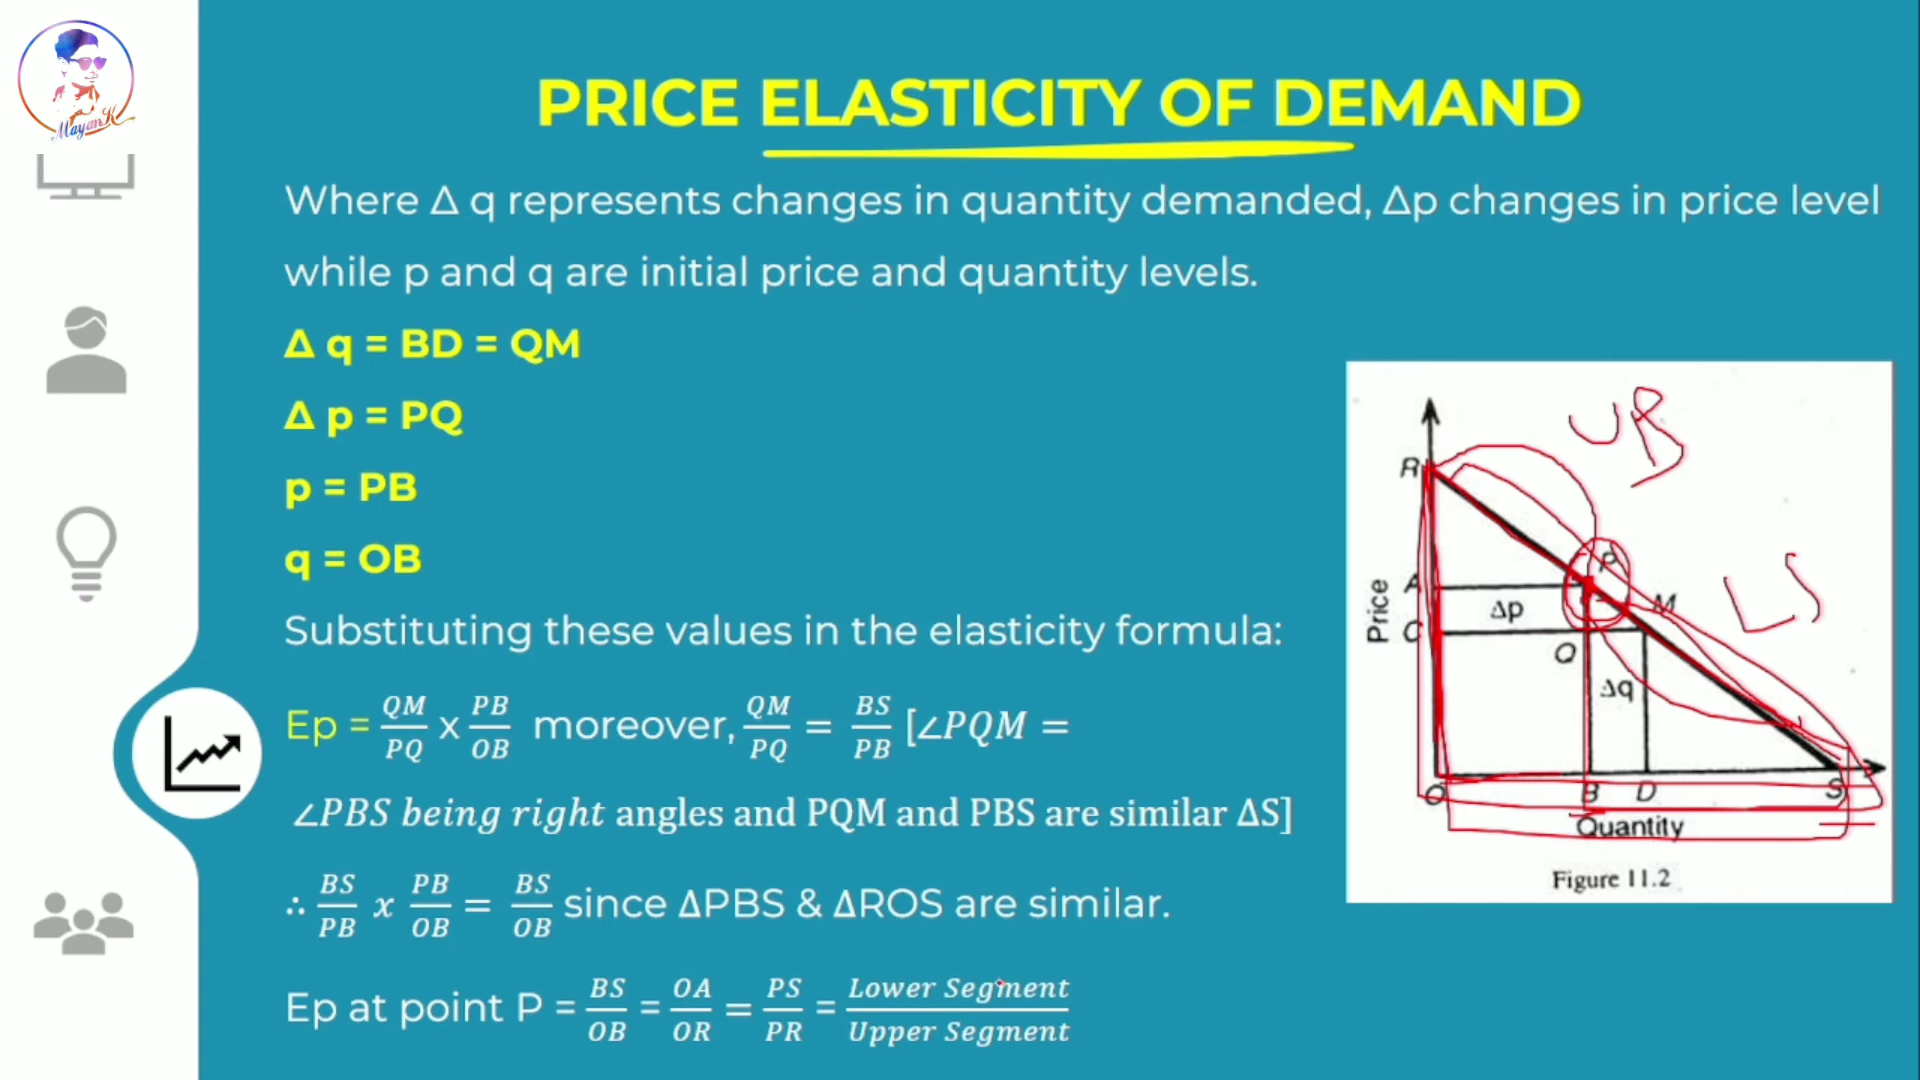 MayanK
PRICE ELASTICITY OF DEMAND
Where Δ q represents changes in quantity demanded, Δp changes in price level
while p and q are initial price and quantity levels.
Δ q = BD = QM
Δ p = PQ
p = PB
q = OB
Substituting these values in the elasticity formula:
Ep = QM/PQ x PB/OB moreover, QM/PQ = BS/PB [∠PQM =
∠PBS being right angles and PQM and PBS are similar ΔS]
∴ BS/PB x PB/OB = BS/OB since ΔPBS & ΔROS are similar.
Ep at point P = BS/OB = OA/OR = PS/PR = Lower Segment/Upper Segment
R
P
A
Δp
M
C
Q
Δq
Price
LS
O B D S
Quantity
Figure 11.2